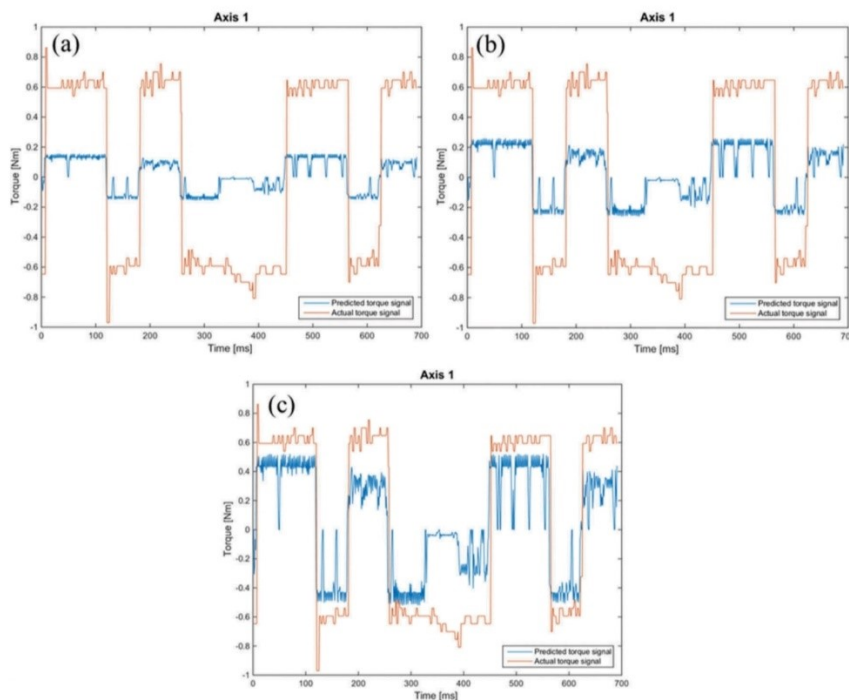 Axis 1
(a)
1
0.8
0.6
0.4
0.2
0
-0.2
-0.4
-0.6
-0.8
-1
Torque [Nm]
0 100 200 300 400 500 600 700
Time [ms]
Predicted torque signal
Actual torque signal
Axis 1
(b)
1
0.8
0.6
0.4
0.2
0
-0.2
-0.4
-0.6
-0.8
-1
Torque [Nm]
0 100 200 300 400 500 600 700
Time [ms]
Predicted torque signal
Actual torque signal
Axis 1
(c)
1
0.8
0.6
0.4
0.2
0
-0.2
-0.4
-0.6
-0.8
-1
Torque [Nm]
0 100 200 300 400 500 600 700
Time [ms]
Predicted torque signal
Actual torque signal